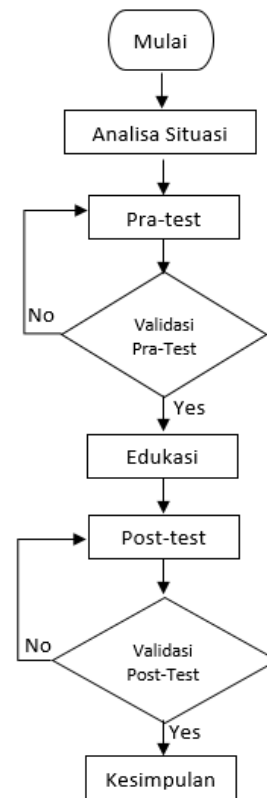 Mulai
Analisa Situasi
Pra-test
Validasi
Pra-Test
No
Yes
Edukasi
Post-test
Validasi
Post-Test
No
Yes
Kesimpulan